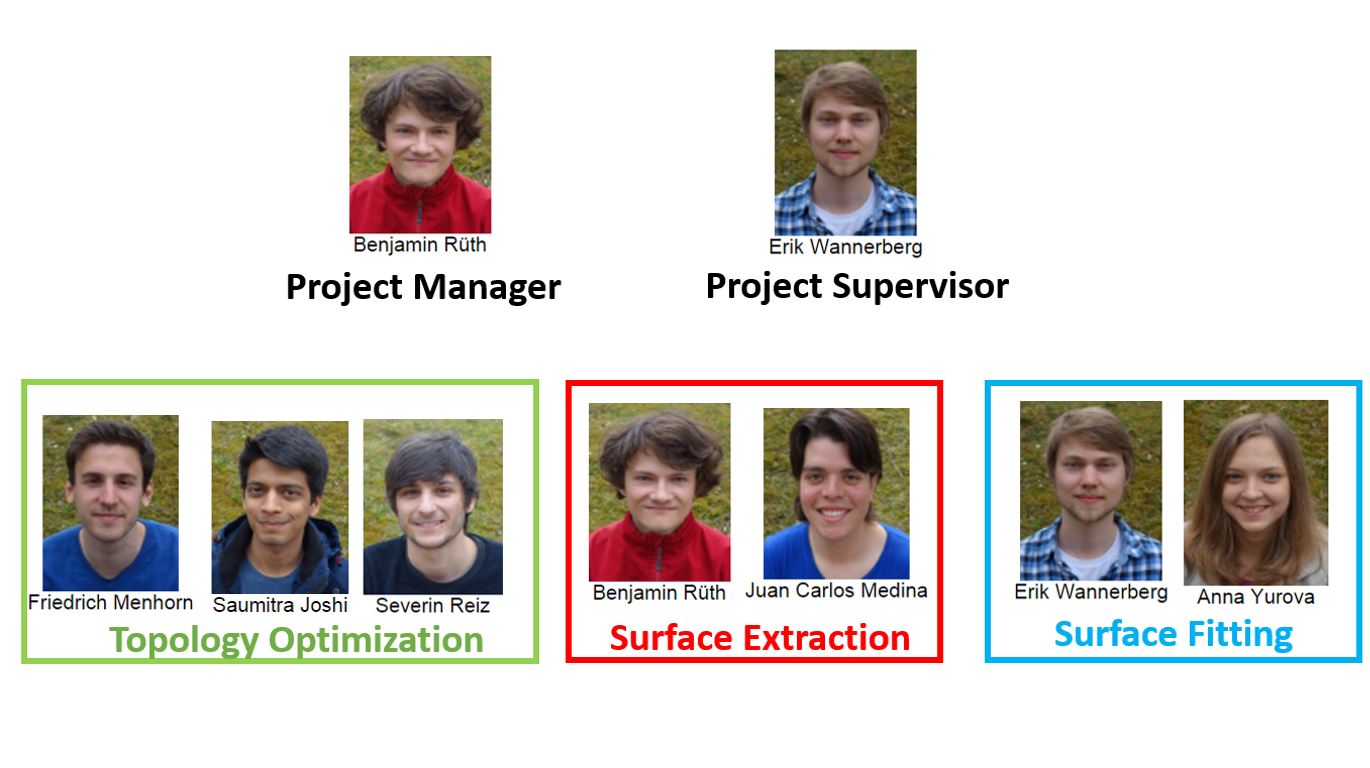 Benjamin Rüth
Project Manager
Erik Wannerberg
Project Supervisor
Friedrich Menhorn
Saumitra Joshi
Severin Reiz
Topology Optimization
Benjamin Rüth
Juan Carlos Medina
Surface Extraction
Erik Wannerberg
Anna Yurova
Surface Fitting